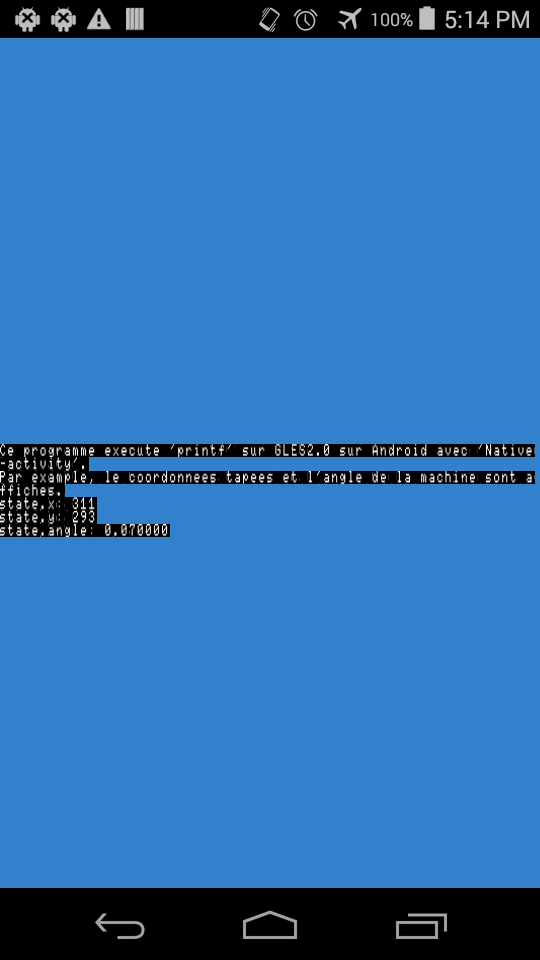 100% 5:14 PM
Ce programme execute 'printf' sur GLES2.0 sur Android avec 'Native
-activity'.
Par example, le coordonnees tapees et l'angle de la machine sont a
ffiches.
state.x: 311
state.y: 293
state.angle: 0.070000